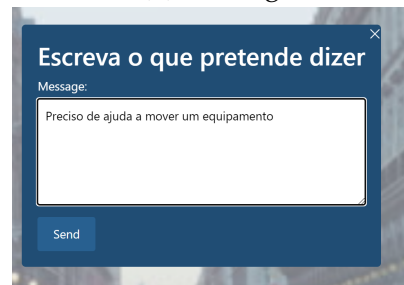 Escreva o que pretende dizer
Message:
Preciso de ajuda a mover um equipamento
Send